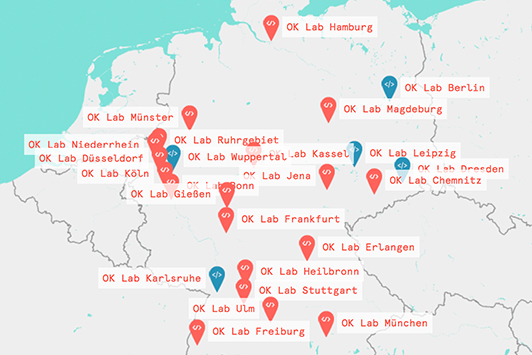 OK Lab Hamburg
OK Lab Berlin
OK Lab Magdeburg
OK Lab Münster
OK Lab Ruhrgebiet
OK Lab Niederrhein
OK Lab Düsseldorf
OK Lab Wuppertal
Lab Kassel
OK Lab Leipzig
OK Lab Dresden
OK Lab Köln
OK Lab Jena
OK Lab Chemnitz
Bonn
OK Lab Gießen
OK Lab Frankfurt
OK Lab Erlangen
OK Lab Karlsruhe
OK Lab Heilbronn
OK Lab Stuttgart
OK Lab Ulm
OK Lab Freiburg
OK Lab München